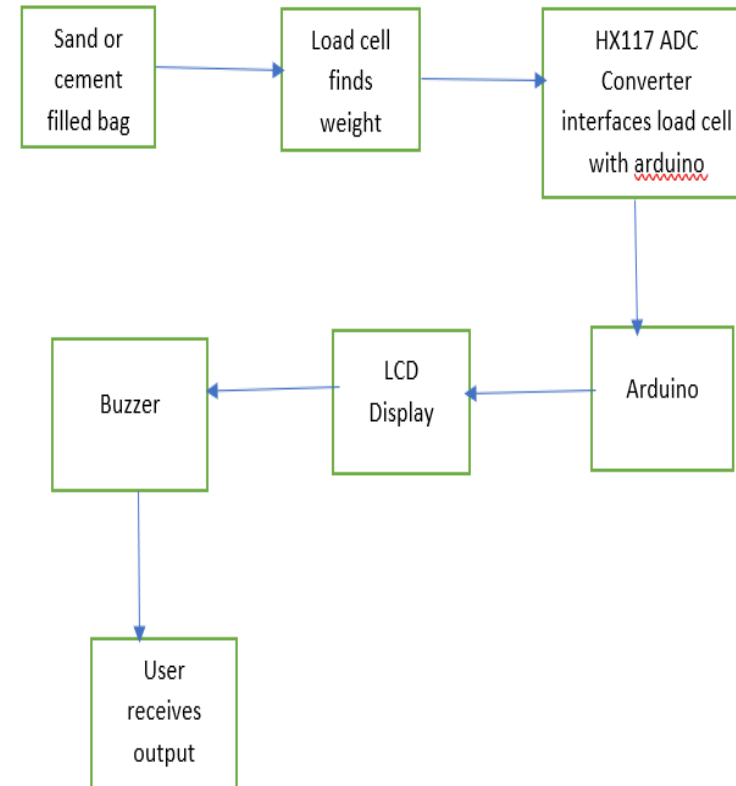 Sand or
cement
filled bag
Load cell
finds
weight
HX117 ADC
Converter
interfaces load cell
with arduino
Arduino
LCD
Display
Buzzer
User
receives
output